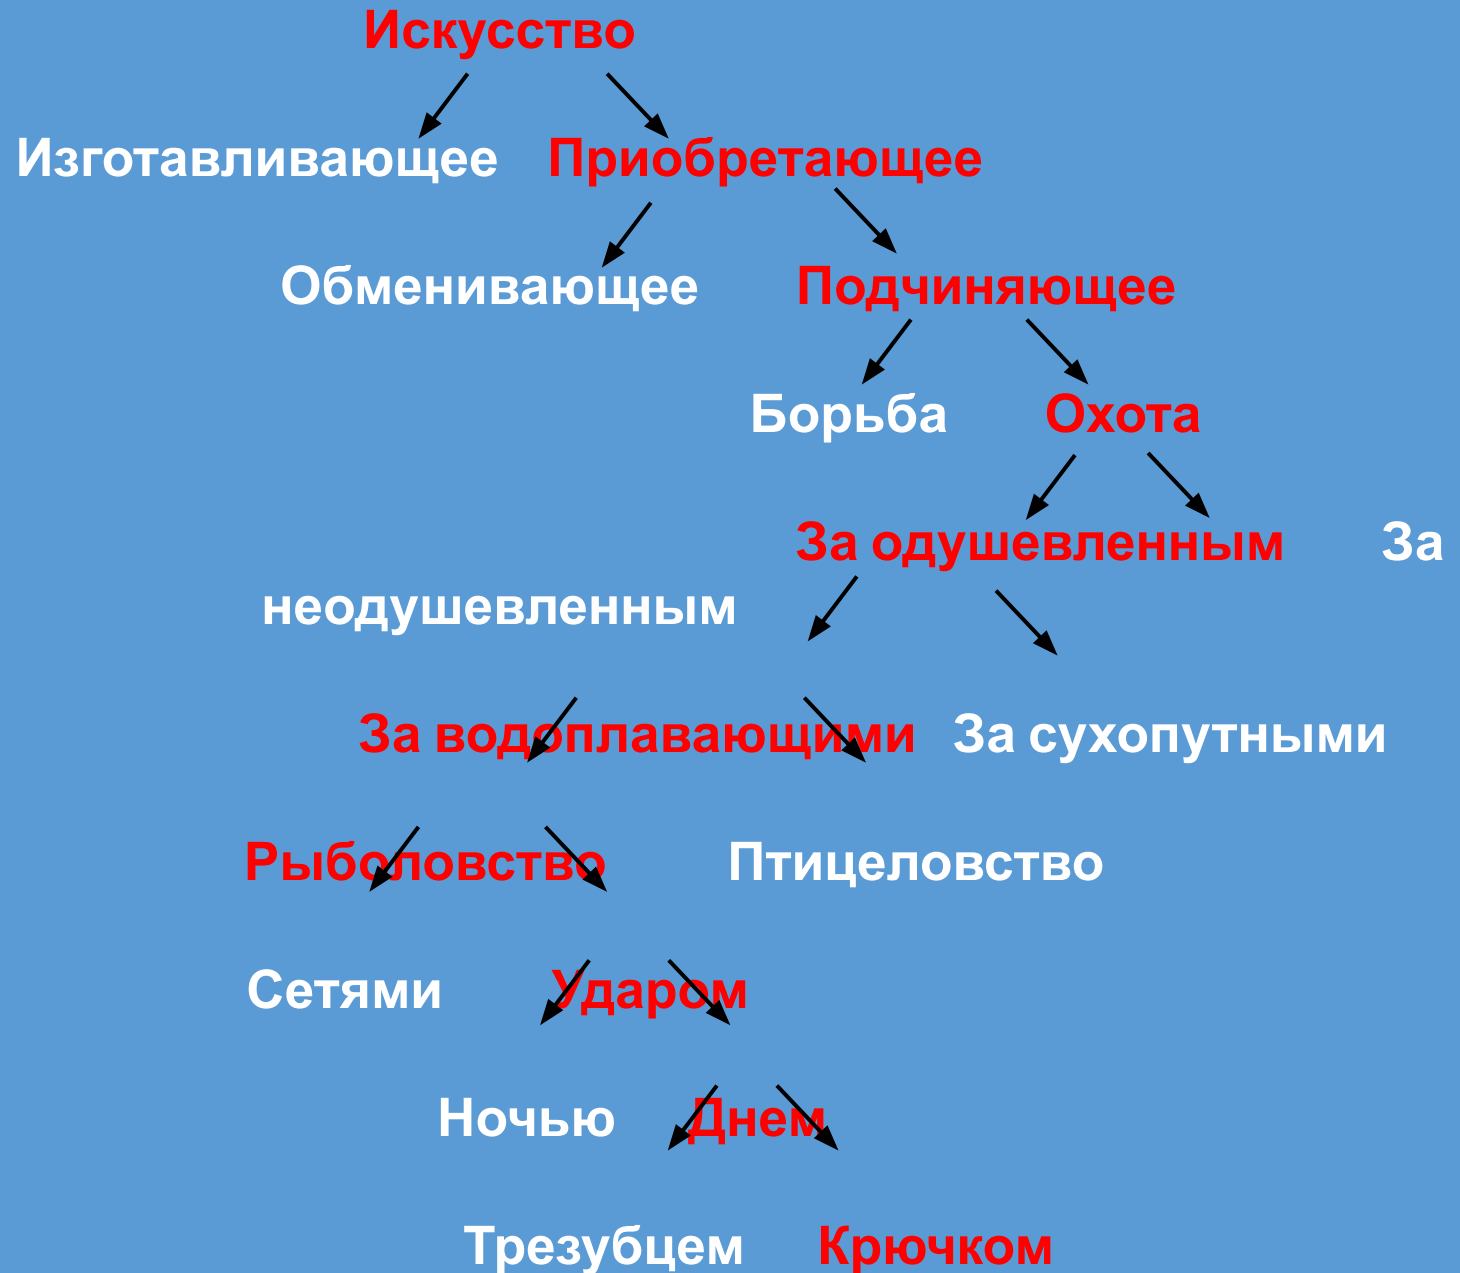 Искусство
Изготавливающее Приобретающее
Обменивающее Подчиняющее
Борьба Охота
За одушевленным За
неодушевленным
За водоплавающими За сухопутными
Рыболовство Птицеловство
Сетями Ударом
Ночью Днем
Трезубцем Крючком